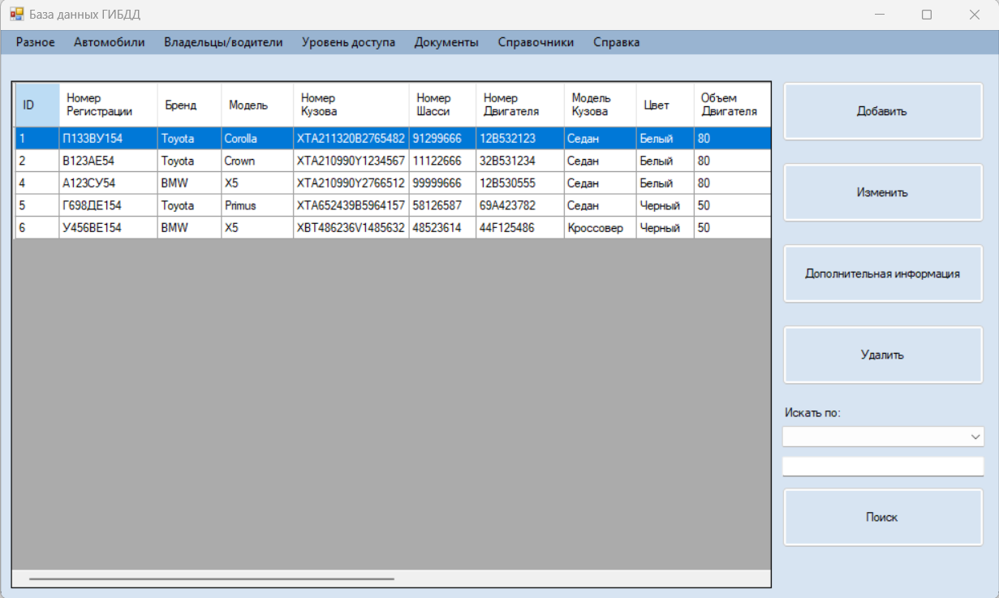 База данных ГИБДД
Разное Автомобили Владельцы/водители Уровень доступа Документы Справочники Справка
ID Номер Регистрации Бренд Модель Номер Кузова Номер Шасси Номер Двигателя Модель Кузова Цвет Объем Двигателя
1 П133ВУ154 Toyota Corolla XTA211320B2765482 91299666 12B532123 Седан Белый 80
2 В123АЕ54 Toyota Crown XTA210990Y1234567 11122666 32B531234 Седан Белый 80
4 А123СУ54 BMW X5 XTA210990Y2766512 99999666 12B530555 Седан Белый 80
5 Г698ДЕ154 Toyota Primus XTA652439B5964157 58126587 69A423782 Седан Черный 50
6 У456ВЕ154 BMW X5 XBT486236V1485632 48523614 44F125486 Кроссовер Черный 50
Добавить
Изменить
Дополнительная информация
Удалить
Искать по:
Поиск